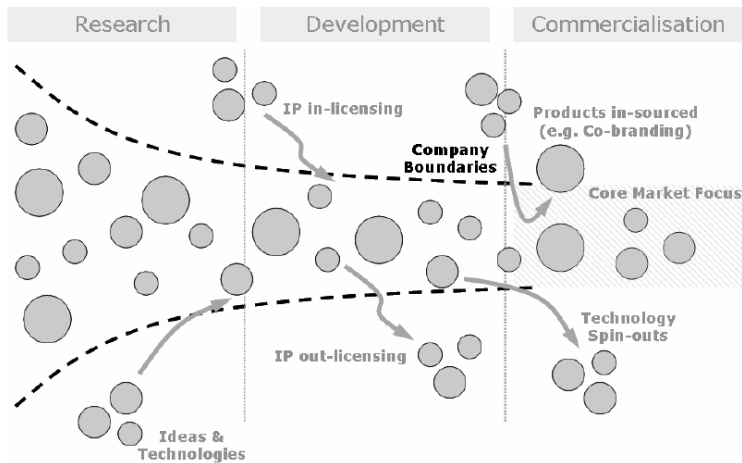 Research
Development
Commercialisation
IP in-licensing
Products in-sourced
(e.g. Co-branding)
Company
Boundaries
Core Market Focus
IP out-licensing
Technology
Spin-outs
Ideas &
Technologies